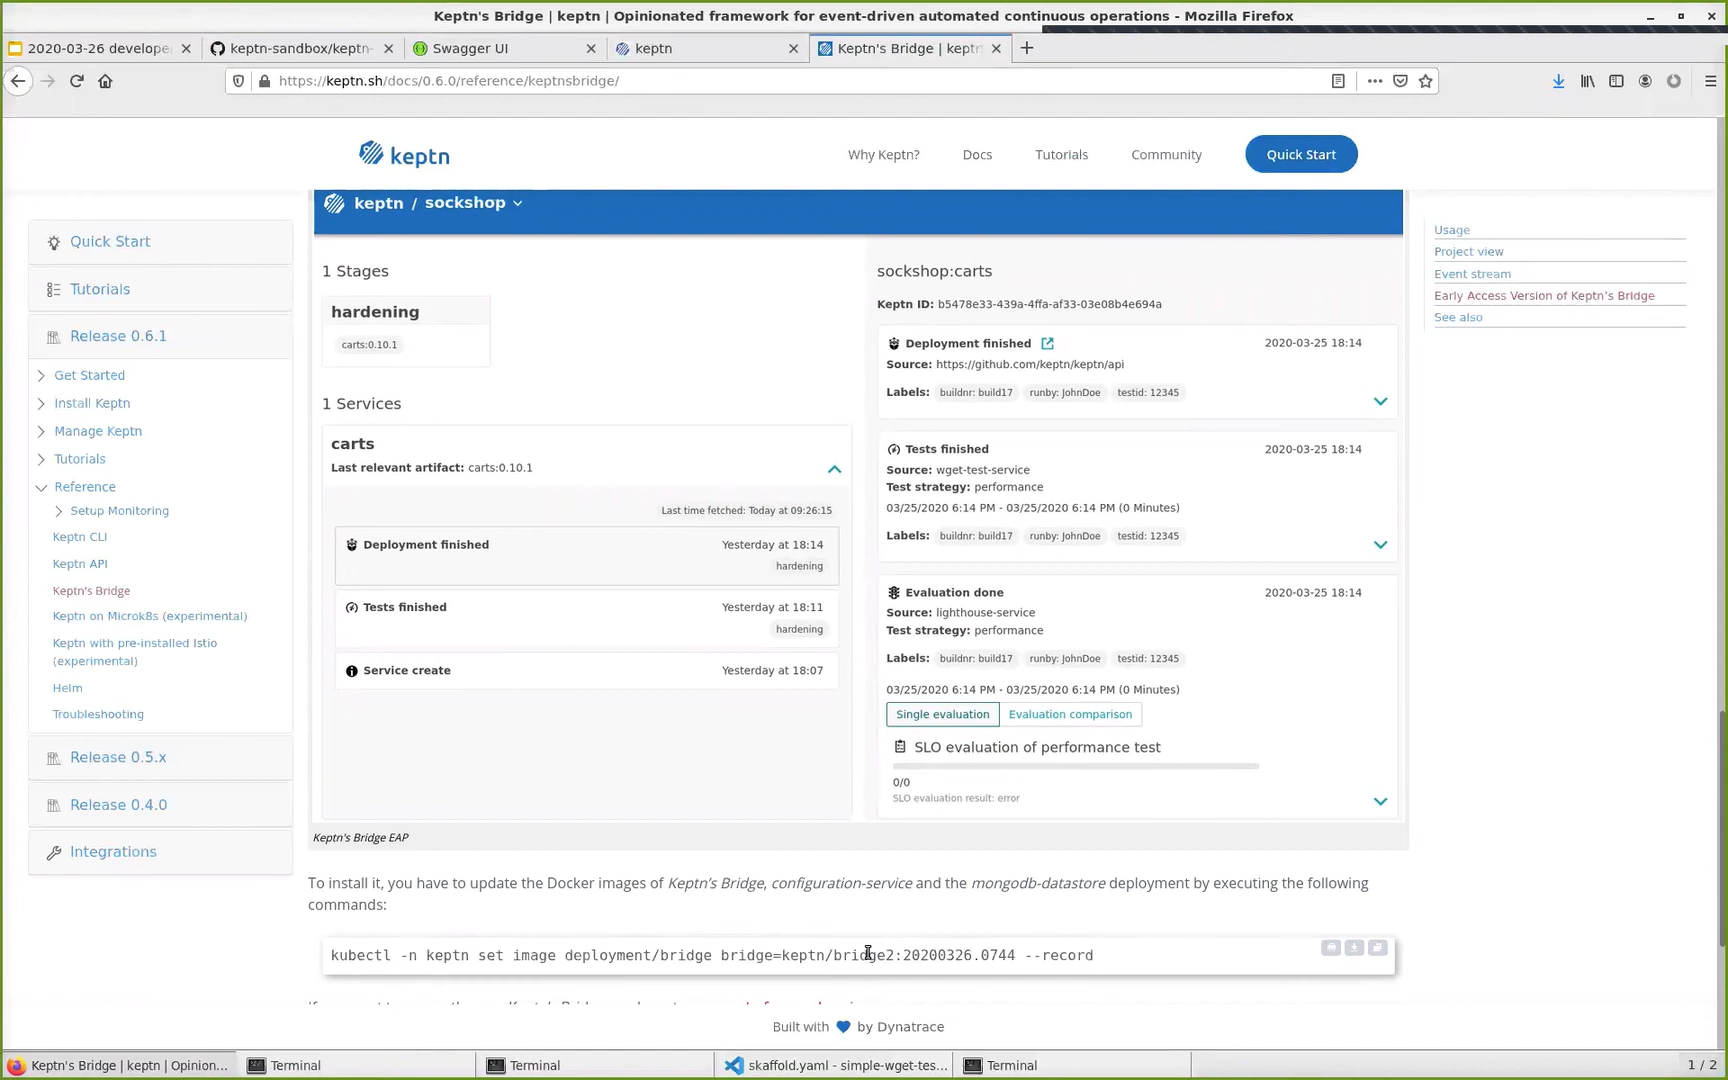 Keptn's Bridge | keptn | Opinionated framework for event-driven automated continuous operations - Mozilla Firefox
2020-03-26 develope
keptn-sandbox/keptn-
Swagger UI
keptn
Keptn's Bridge | keptn
https://keptn.sh/docs/0.6.0/reference/keptnsbridge/
keptn
Why Keptn?
Docs
Tutorials
Community
Quick Start
Quick Start
Tutorials
Release 0.6.1
Get Started
Install Keptn
Manage Keptn
Tutorials
Reference
Setup Monitoring
Keptn CLI
Keptn API
Keptn's Bridge
Keptn on Microk8s (experimental)
Keptn with pre-installed Istio
(experimental)
Helm
Troubleshooting
Release 0.5.x
Release 0.4.0
Integrations
keptn / sockshop
1 Stages
hardening
carts:0.10.1
1 Services
carts
Last relevant artifact: carts:0.10.1
Last time fetched: Today at 09:26:15
Deployment finished
Yesterday at 18:14
hardening
Tests finished
Yesterday at 18:11
hardening
Service create
Yesterday at 18:07
sockshop:carts
Keptn ID: b5478e33-439a-4ffa-af33-03e08b4e694a
Deployment finished
2020-03-25 18:14
Source: https://github.com/keptn/keptn/api
Labels: buildnr: build17 runby: JohnDoe testid: 12345
Tests finished
2020-03-25 18:14
Source: wget-test-service
Test strategy: performance
03/25/2020 6:14 PM - 03/25/2020 6:14 PM (0 Minutes)
Labels: buildnr: build17 runby: JohnDoe testid: 12345
Evaluation done
2020-03-25 18:14
Source: lighthouse-service
Test strategy: performance
Labels: buildnr: build17 runby: JohnDoe testid: 12345
03/25/2020 6:14 PM - 03/25/2020 6:14 PM (0 Minutes)
Single evaluation
Evaluation comparison
SLO evaluation of performance test
0/0
SLO evaluation result: error
Keptn's Bridge EAP
To install it, you have to update the Docker images of Keptn's Bridge, configuration-service and the mongodb-datastore deployment by executing the following
commands:
kubectl -n keptn set image deployment/bridge bridge=keptn/bridge2:20200326.0744 --record
Usage
Project view
Event stream
Early Access Version of Keptn's Bridge
See also
Built with by Dynatrace
Keptn's Bridge | keptn | Opinion...
Terminal
Terminal
skaffold.yaml - simple-wget-tes...
Terminal
1 / 2